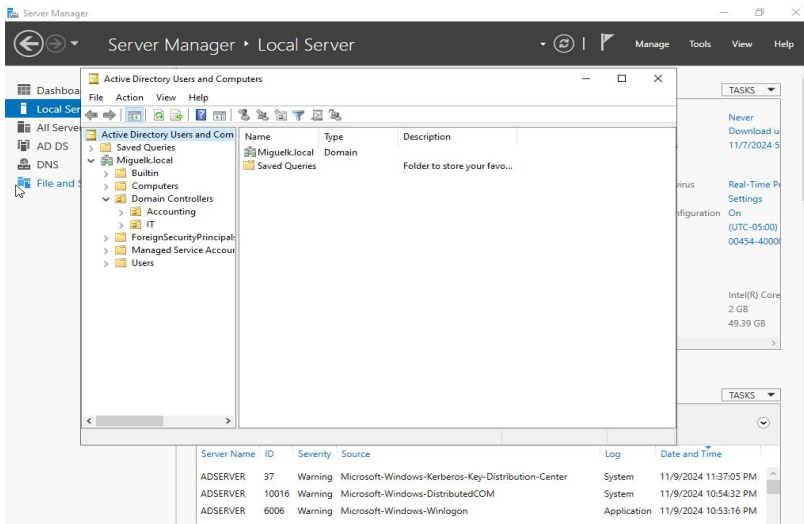 Server Manager
Server Manager • Local Server
Manage Tools View Help
Dashboa
Local Ser
All Server
AD DS
DNS
File and S
Active Directory Users and Computers
File Action View Help
Active Directory Users and Com
Saved Queries
Miguelk.local
Builtin
Computers
Domain Controllers
Accounting
IT
ForeignSecurityPrincipals
Managed Service Accour
Users
Name Type Description
Miguelk.local Domain
Saved Queries Folder to store your favo...
TASKS
Never
Download u
11/7/2024 5
virus Real-Time Pr
Settings
nfiguration On
(UTC-05:00)
00454-40000
Intel(R) Core
2 GB
49.39 GB
TASKS
Server Name ID Severity Source Log Date and Time
ADSERVER 37 Warning Microsoft-Windows-Kerberos-Key-Distribution-Center System 11/9/2024 11:37:05 PM
ADSERVER 10016 Warning Microsoft-Windows-DistributedCOM System 11/9/2024 10:54:32 PM
ADSERVER 6006 Warning Microsoft-Windows-Winlogon Application 11/9/2024 10:53:16 PM